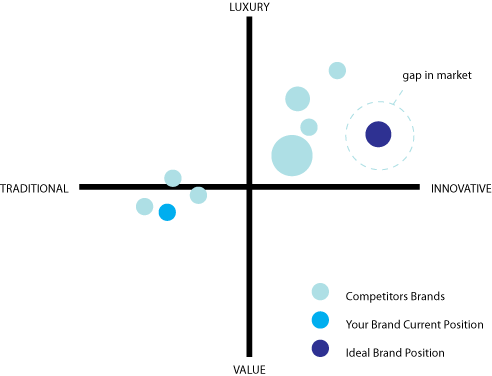 LUXURY
gap in market
TRADITIONAL
INNOVATIVE
Competitors Brands
Your Brand Current Position
Ideal Brand Position
VALUE